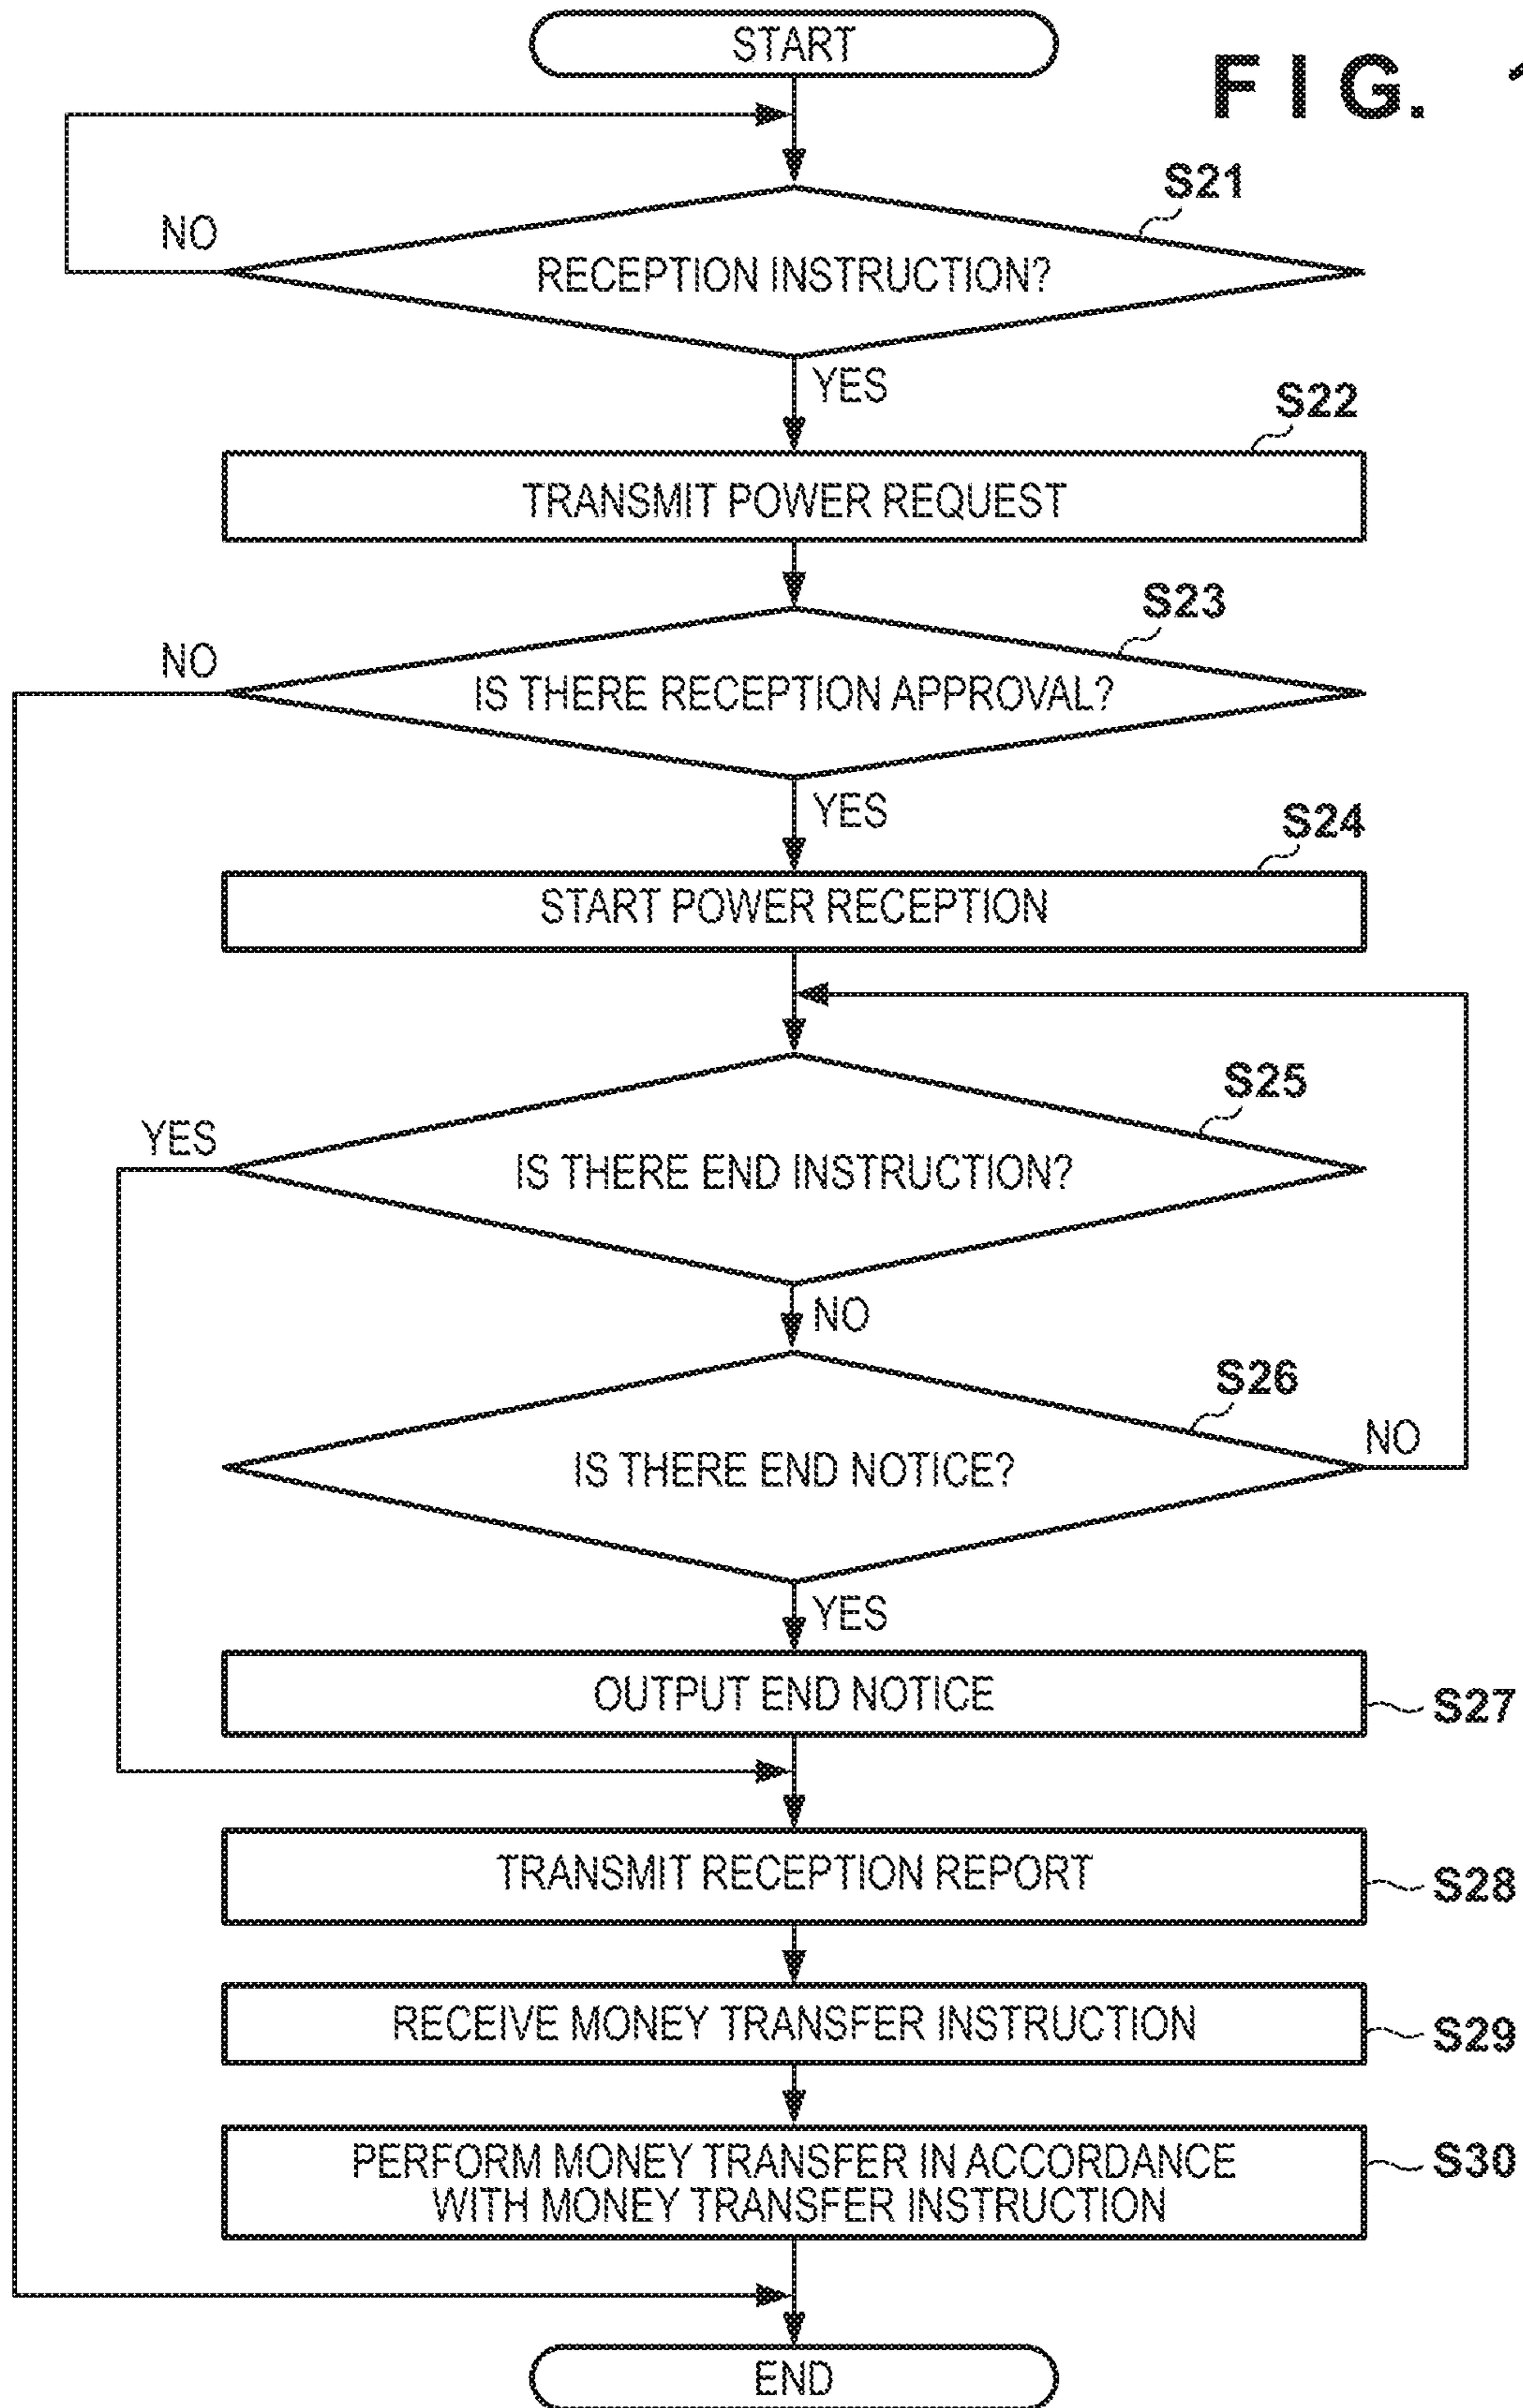 START
FIG.
S21
NO
RECEPTION INSTRUCTION?
YES
S22
TRANSMIT POWER REQUEST
S23
NO
IS THERE RECEPTION APPROVAL?
YES
S24
START POWER RECEPTION
S25
YES
IS THERE END INSTRUCTION?
NO
S26
NO
IS THERE END NOTICE?
YES
OUTPUT END NOTICE
S27
TRANSMIT RECEPTION REPORT
S28
RECEIVE MONEY TRANSFER INSTRUCTION
S29
PERFORM MONEY TRANSFER IN ACCORDANCE
WITH MONEY TRANSFER INSTRUCTION
S30
END